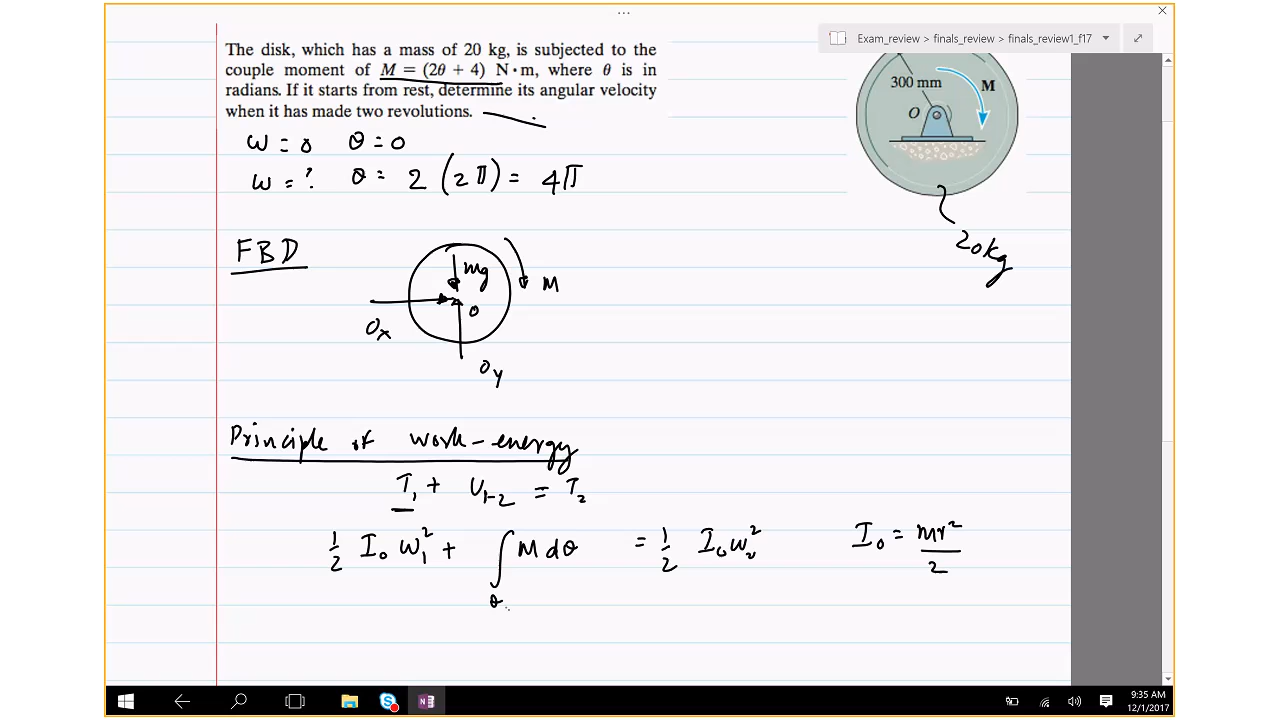 ...
Exam_review > finals_review > finals_review1_f17
The disk, which has a mass of 20 kg, is subjected to the
couple moment of M = (2θ + 4) N · m, where θ is in
radians. If it starts from rest, determine its angular velocity
when it has made two revolutions.
300 mm
M
O
ω = 0 θ = 0
ω = ? θ = 2 (2π) = 4π
20kg
FBD
mg
M
O
Ox
Oy
Principle of work-energy
T1 + U1-2 = T2
1/2 Io ω1² + ∫ M dθ = 1/2 Io ω2² Io = mr²/2
θ
9:35 AM
12/1/2017